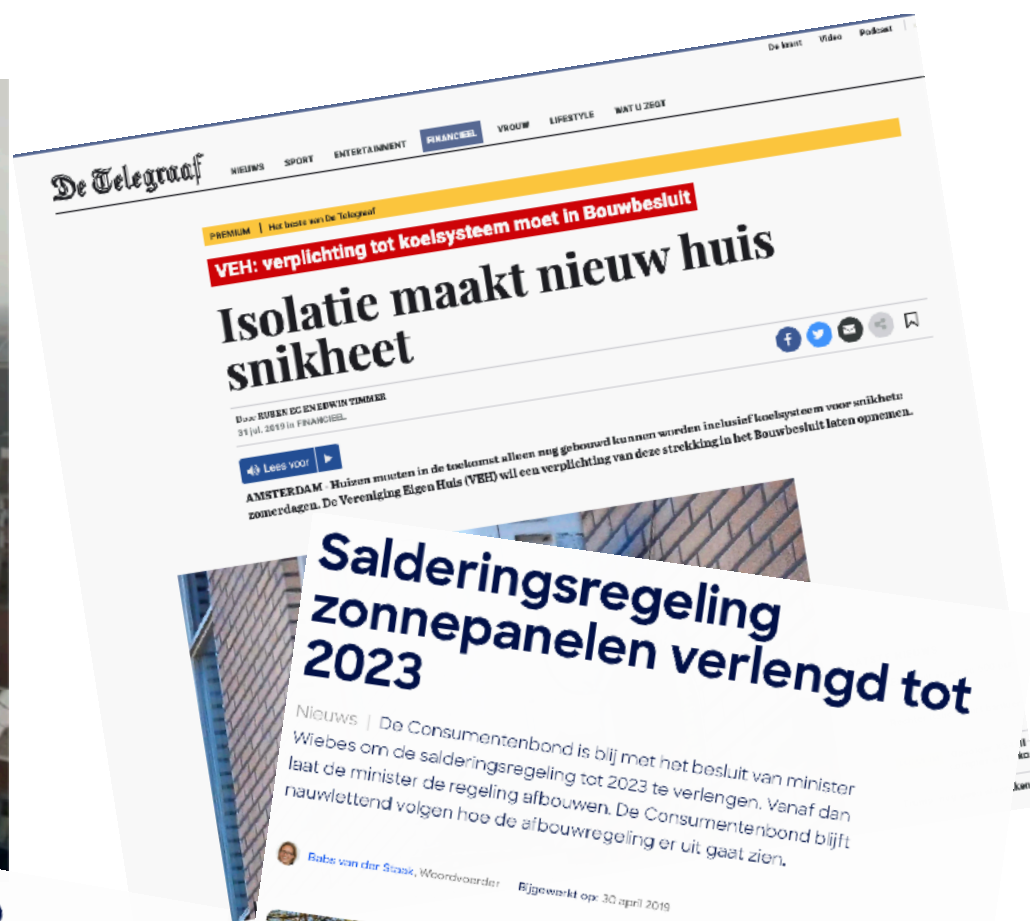 De krant Video Podcast
De Telegraaf
NIEUWS SPORT ENTERTAINMENT FINANCIEEL VROUW LIFESTYLE WAT U ZEGT
PREMIUM | Het beste van De Telegraaf
VEH: verplichting tot koelsysteem moet in Bouwbesluit
Isolatie maakt nieuw huis
snikheet
Door RUBEN EG EN EDWIN TIMMER
31 jul. 2019 in FINANCIEEL
Lees voor
AMSTERDAM - Huizen moeten in de toekomst alleen nog gebouwd kunnen worden inclusief koelsysteem voor snikhete
zomerdagen. De Vereniging Eigen Huis (VEH) wil een verplichting van deze strekking in het Bouwbesluit laten opnemen.
Salderingsregeling
zonnepanelen verlengd tot
2023
Nieuws | De Consumentenbond is blij met het besluit van minister
Wiebes om de salderingsregeling tot 2023 te verlengen. Vanaf dan
laat de minister de regeling afbouwen. De Consumentenbond blijft
nauwlettend volgen hoe de afbouwregeling er uit gaat zien.
Babs van der Staak, Woordvoerder Bijgewerkt op: 30 april 2019